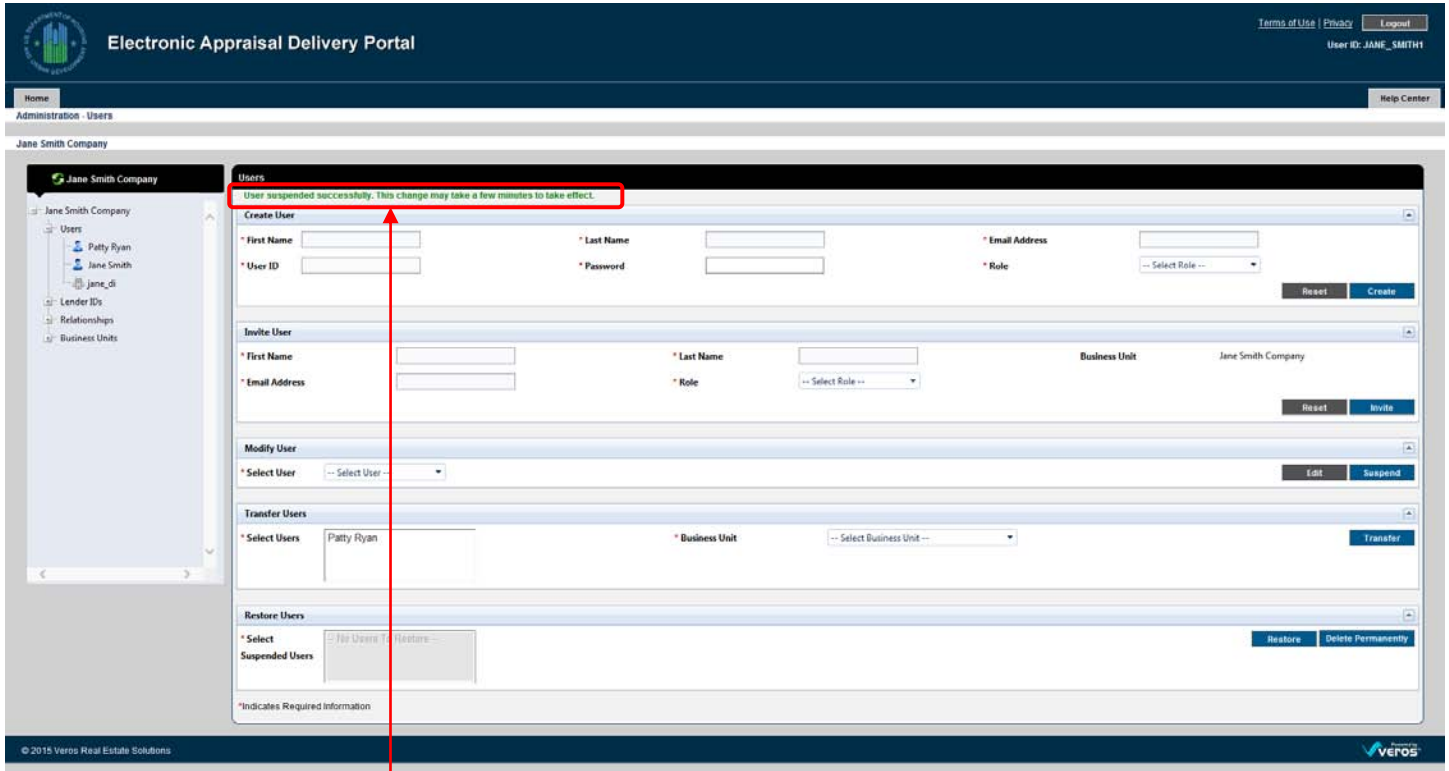 Terms of Use | Privacy Logout
Electronic Appraisal Delivery Portal
User ID: JANE_SMITH1
Home Help Center
Administration - Users
Jane Smith Company
Jane Smith Company
Jane Smith Company
Users
Patty Ryan
Jane Smith
jane_di
Lender IDs
Relationships
Business Units
Users
User suspended successfully. This change may take a few minutes to take effect.
Create User
* First Name * Last Name * Email Address
* User ID * Password * Role -- Select Role --
Reset Create
Invite User
* First Name * Last Name Business Unit Jane Smith Company
* Email Address * Role -- Select Role --
Reset Invite
Modify User
* Select User -- Select User -- Edit Suspend
Transfer Users
* Select Users Patty Ryan * Business Unit -- Select Business Unit -- Transfer
Restore Users
* Select Suspended Users -- No Users To Restore -- Restore Delete Permanently
*Indicates Required Information
© 2015 Veros Real Estate Solutions
Powered by
veros